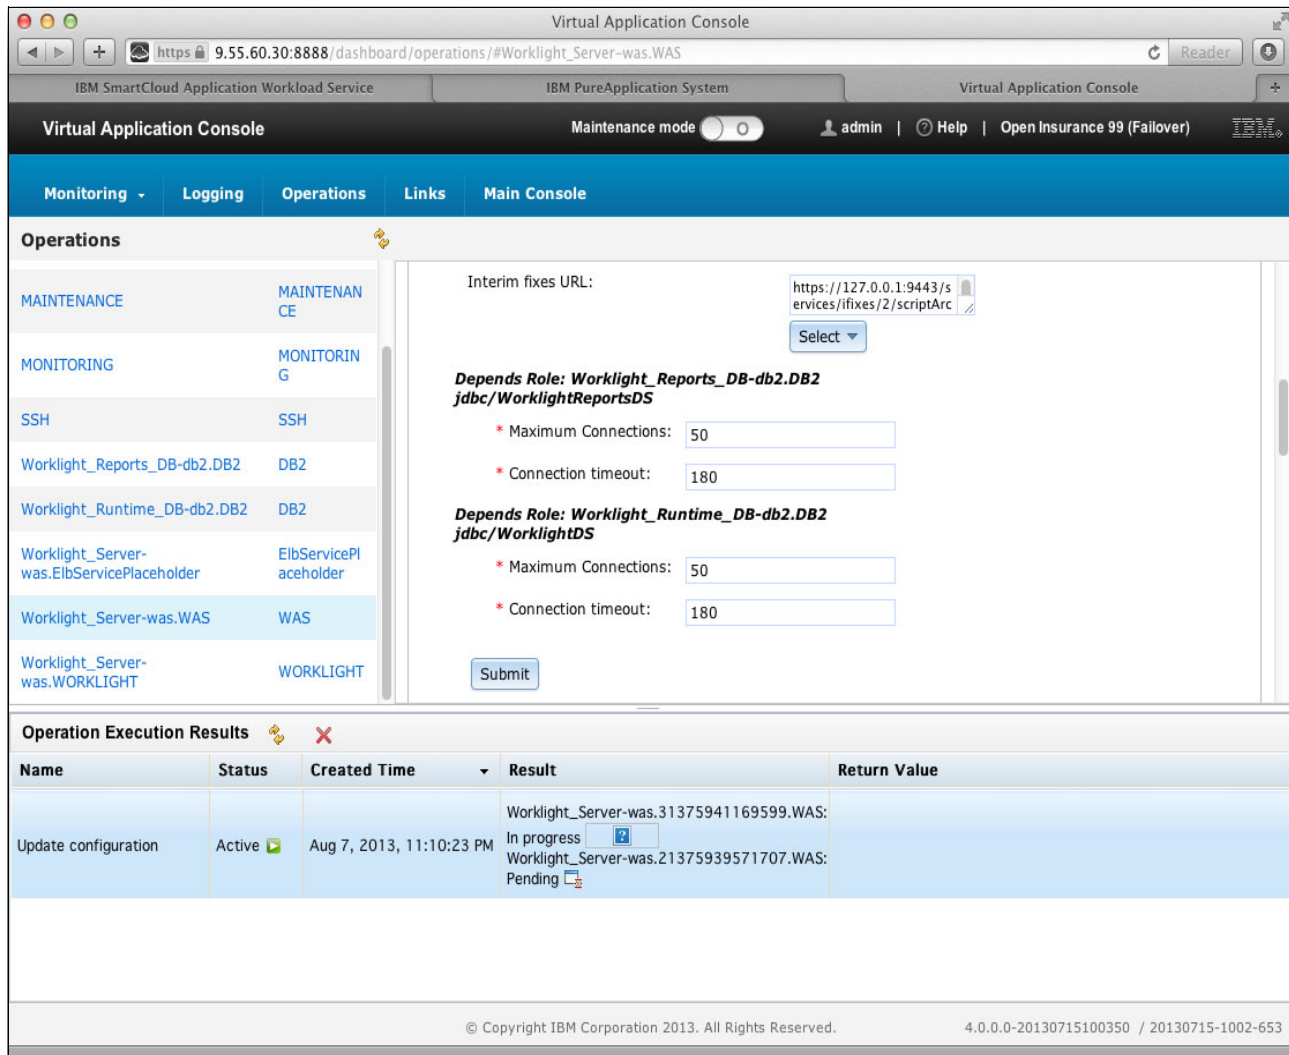 Virtual Application Console
https 9.55.60.30:8888/dashboard/operations/#Worklight_Server-was.WAS
Reader
IBM SmartCloud Application Workload Service
IBM PureApplication System
Virtual Application Console
Virtual Application Console
Maintenance mode
admin | Help | Open Insurance 99 (Failover)
IBM
Monitoring
Logging
Operations
Links
Main Console
Operations
MAINTENANCE
MAINTENAN
CE
MONITORING
MONITORIN
G
SSH
SSH
Worklight_Reports_DB-db2.DB2
DB2
Worklight_Runtime_DB-db2.DB2
DB2
Worklight_Server-
was.ElbServicePlaceholder
ElbServicePl
aceholder
Worklight_Server-was.WAS
WAS
Worklight_Server-
was.WORKLIGHT
WORKLIGHT
Interim fixes URL:
https://127.0.0.1:9443/s
ervices/ifixes/2/scriptArc
Select
Depends Role: Worklight_Reports_DB-db2.DB2
jdbc/WorklightReportsDS
* Maximum Connections: 50
* Connection timeout: 180
Depends Role: Worklight_Runtime_DB-db2.DB2
jdbc/WorklightDS
* Maximum Connections: 50
* Connection timeout: 180
Submit
Operation Execution Results
Name
Status
Created Time
Result
Return Value
Update configuration
Active
Aug 7, 2013, 11:10:23 PM
Worklight_Server-was.31375941169599.WAS:
In progress
Worklight_Server-was.21375939571707.WAS:
Pending
© Copyright IBM Corporation 2013. All Rights Reserved.
4.0.0.0-20130715100350 / 20130715-1002-653